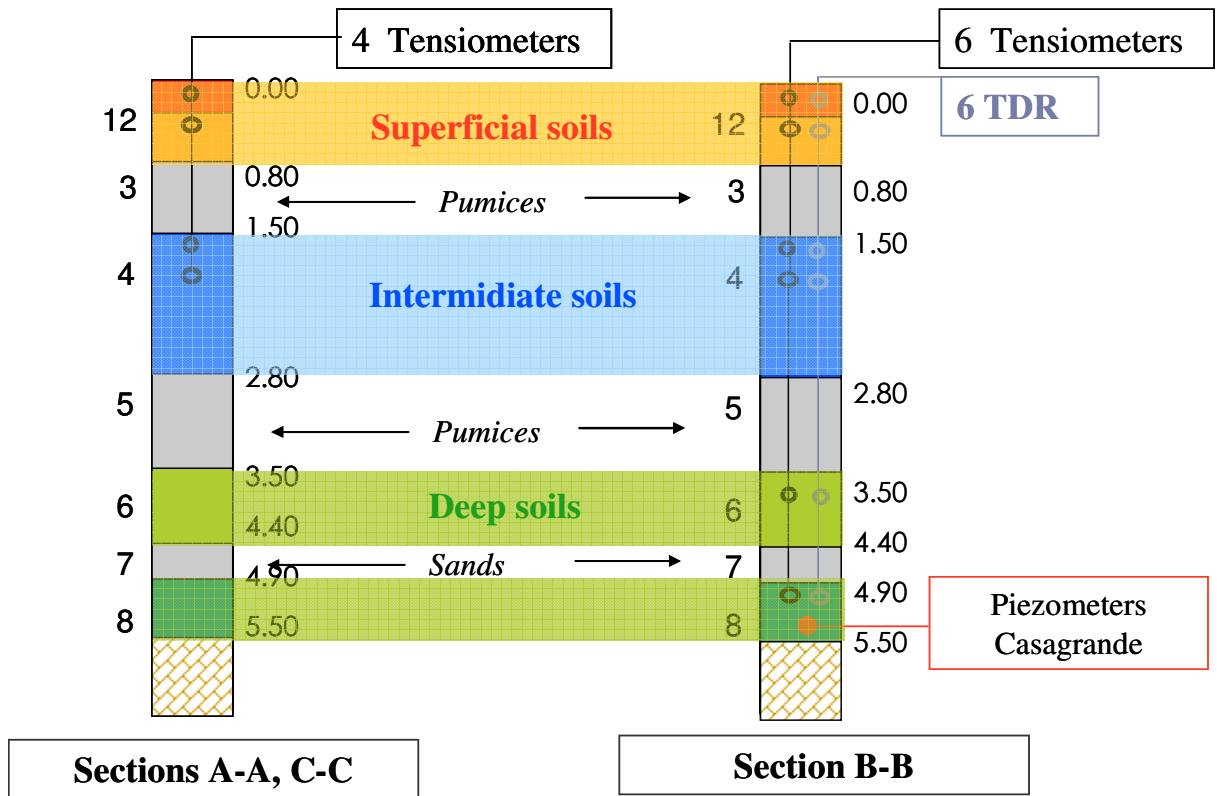 4 Tensiometers
6 Tensiometers
6 TDR
0.00
0.00
12
Superficial soils
12
0.80
0.80
3
Pumices
3
1.50
1.50
4
Intermidiate soils
4
2.80
2.80
5
Pumices
5
3.50
3.50
6
Deep soils
6
4.40
4.40
7
Sands
7
4.90
4.90
8
8
5.50
5.50
Piezometers
Casagrande
Sections A-A, C-C
Section B-B